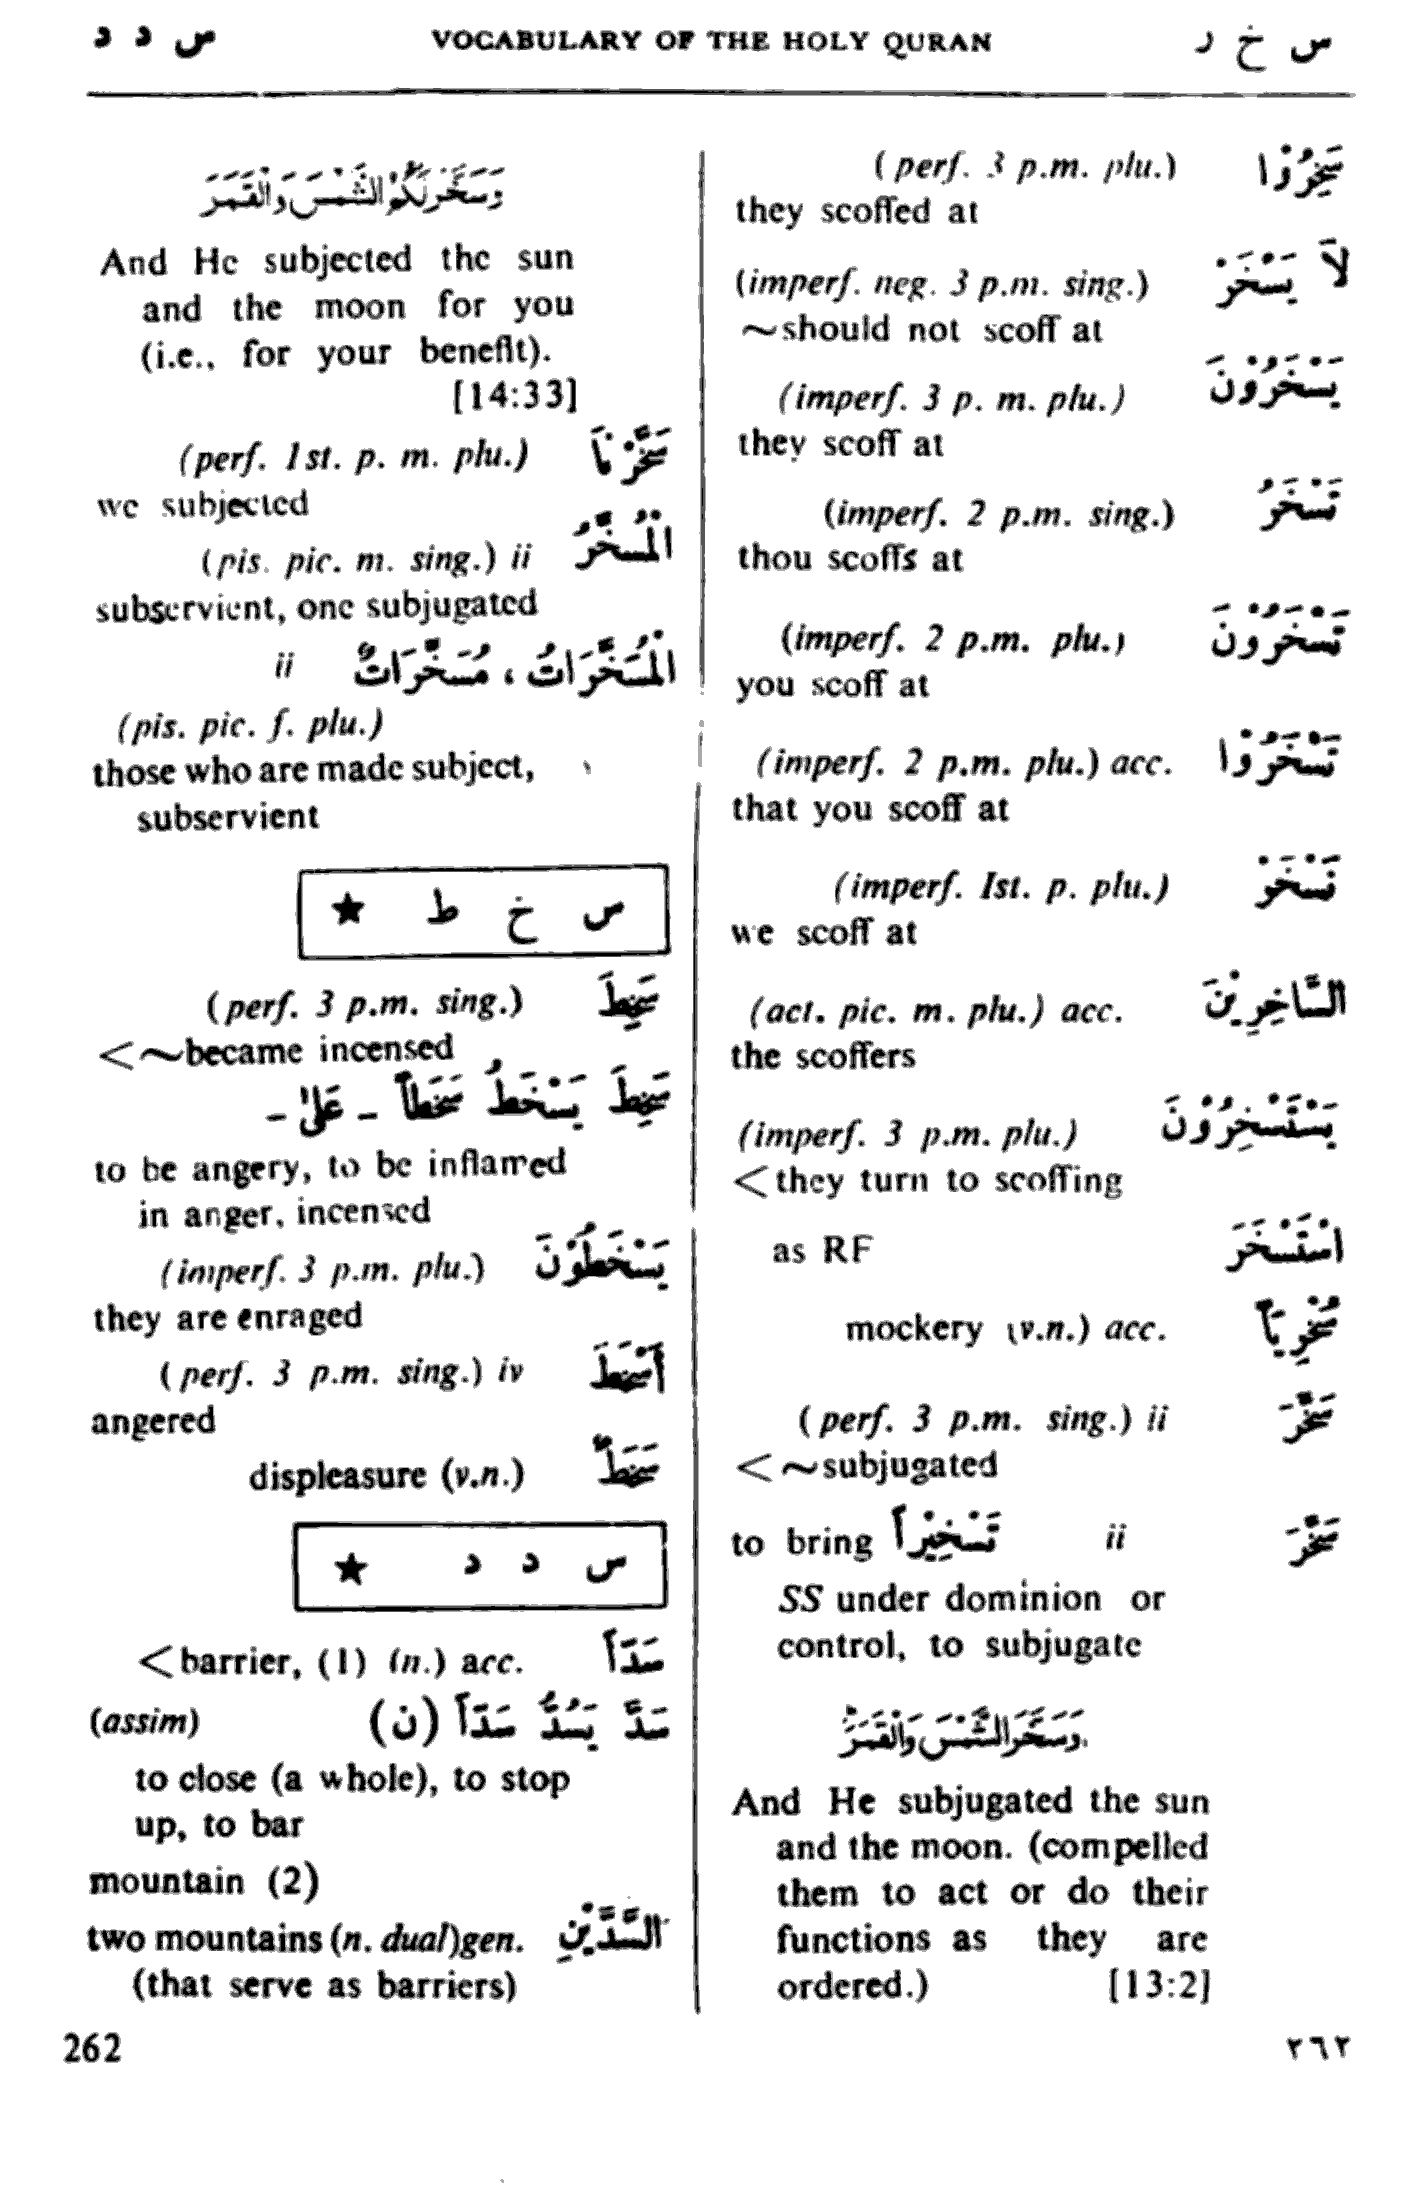 س خ ر VOCABULARY OF THE HOLY QURAN س د د
سَخِرُوْا (perf. 3 p.m. plu.)
they scoffed at
لاَ يَسْخَرْ (imperf. neg. 3 p.m. sing.)
~should not scoff at
يَسْخَرُوْنَ (imperf. 3 p. m. plu.)
they scoff at
تَسْخَرُ (imperf. 2 p.m. sing.)
thou scoffs at
تَسْخَرُوْنَ (imperf. 2 p.m. plu.)
you scoff at
تَسْخَرُوْا (imperf. 2 p.m. plu.) acc.
that you scoff at
نَسْخَرْ (imperf. Ist. p. plu.)
we scoff at
السَّاخِرِيْنَ (act. pic. m. plu.) acc.
the scoffers
يَسْتَسْخِرُوْنَ (imperf. 3 p.m. plu.)
<they turn to scoffing
اسْتَسْخَرَ as RF
سُخْرِيّاً mockery (v.n.) acc.
سَخَّرَ (perf. 3 p.m. sing.) ii
<~subjugated
سَخَّرَ ii تَسْخِيْراً to bring
SS under dominion or
control, to subjugate
وَسَخَّرَ الشَّمْسَ وَالْقَمَرَ
And He subjugated the sun
and the moon. (compelled
them to act or do their
functions as they are
ordered.) [13:2]
وَسَخَّرَ لَكُمُ الشَّمْسَ وَالْقَمَرَ
And He subjected the sun
and the moon for you
(i.e., for your benefit).
[14:33]
سَخَّرْنَا (perf. 1st. p. m. plu.)
we subjected
الْمُسَخَّرُ (pis. pic. m. sing.) ii
subservient, one subjugated
الْمُسَخَّرَاتُ ، مُسَخَّرَاتٌ ii
(pis. pic. f. plu.)
those who are made subject,
subservient
س خ ط ★
سَخِطَ (perf. 3 p.m. sing.)
<~became incensed
سَخِطَ يَسْخَطُ سَخَطاً - عَلىٰ -
to be angery, to be inflamed
in anger, incensed
يَسْخَطُوْنَ (imperf. 3 p.m. plu.)
they are enraged
أَسْخَطَ (perf. 3 p.m. sing.) iv
angered
سَخَطٌ displeasure (v.n.)
س د د ★
سَدّاً <barrier, (1) (n.) acc.
سَدَّ يَسُدُّ سَدّاً (ن) (assim)
to close (a whole), to stop
up, to bar
mountain (2)
السَّدَّيْنِ two mountains (n. dual)gen.
(that serve as barriers)
262 ٢٦٢